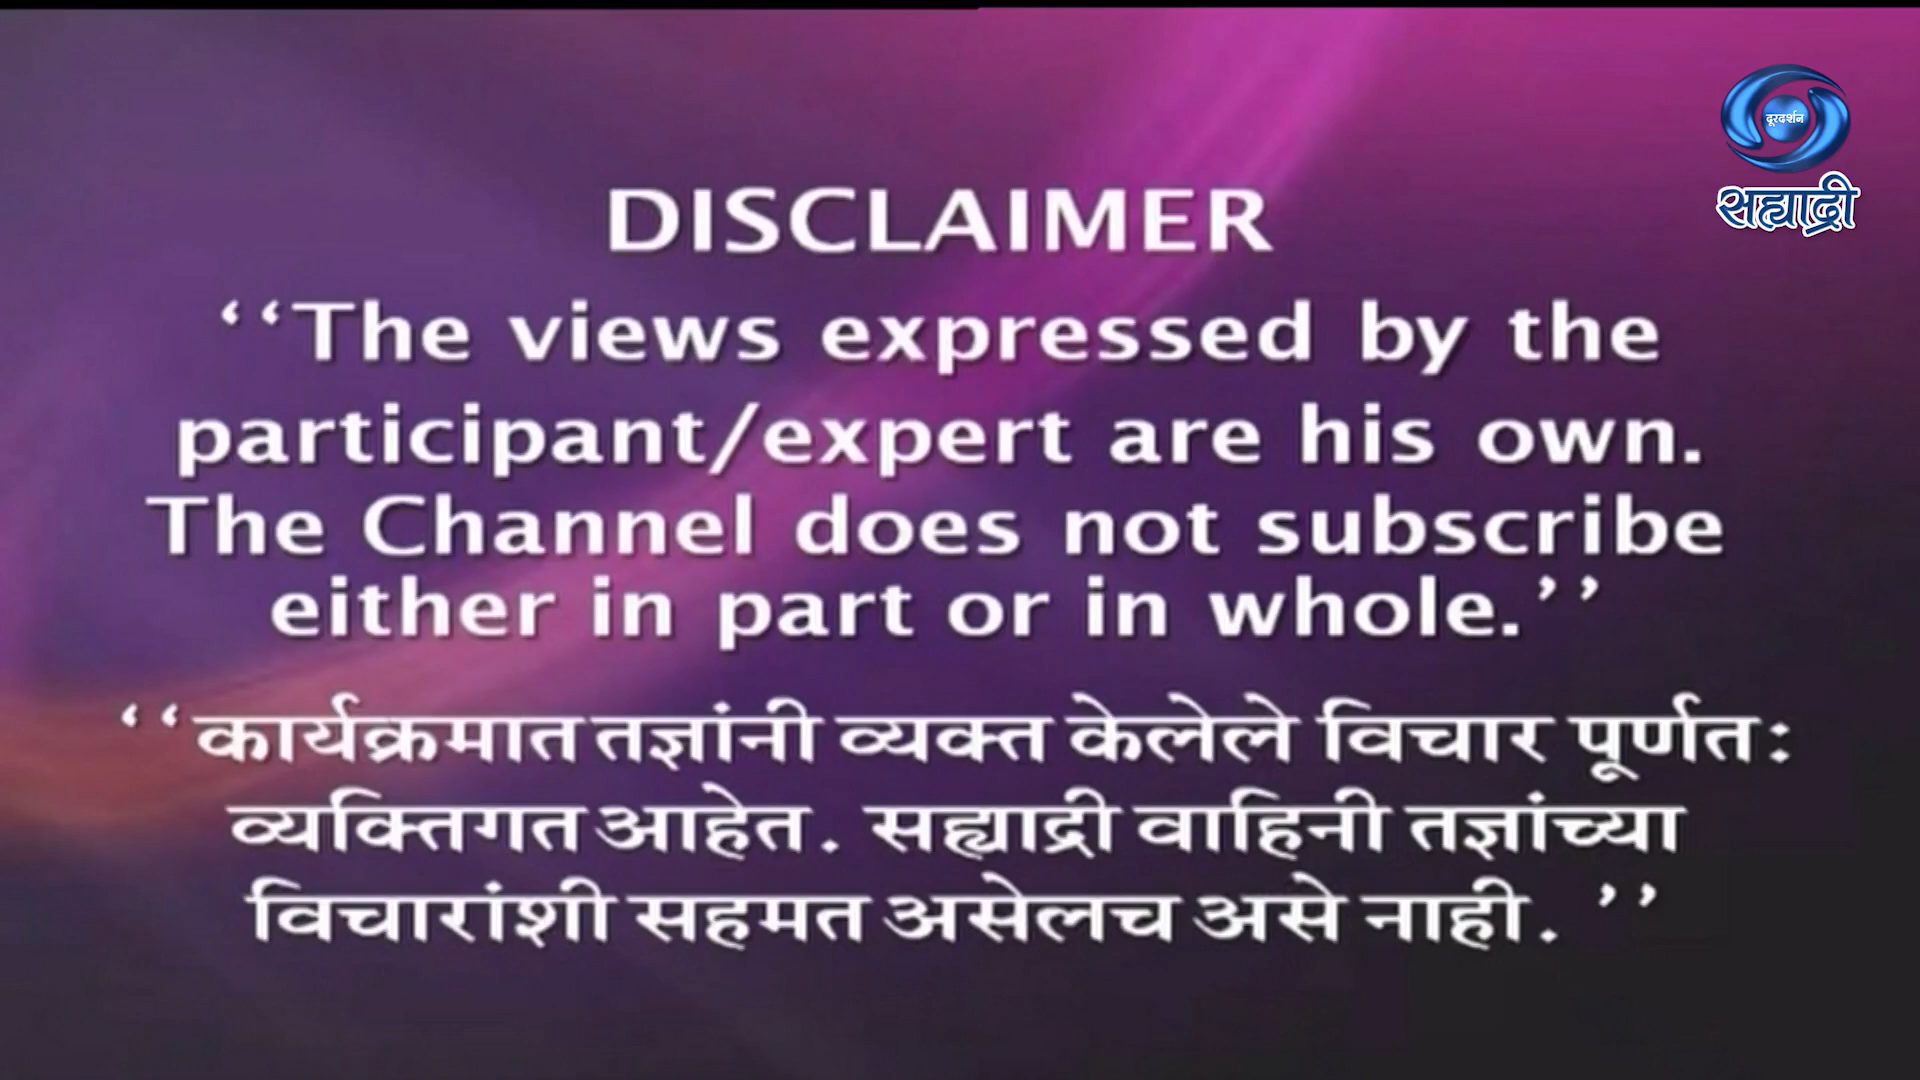 दूरदर्शन
सह्याद्री
DISCLAIMER
‘‘The views expressed by the
participant/expert are his own.
The Channel does not subscribe
either in part or in whole.’’
‘‘कार्यक्रमात तज्ञांनी व्यक्त केलेले विचार पूर्णतः
व्यक्तिगत आहेत. सह्याद्री वाहिनी तज्ञांच्या
विचारांशी सहमत असेलच असे नाही. ’’